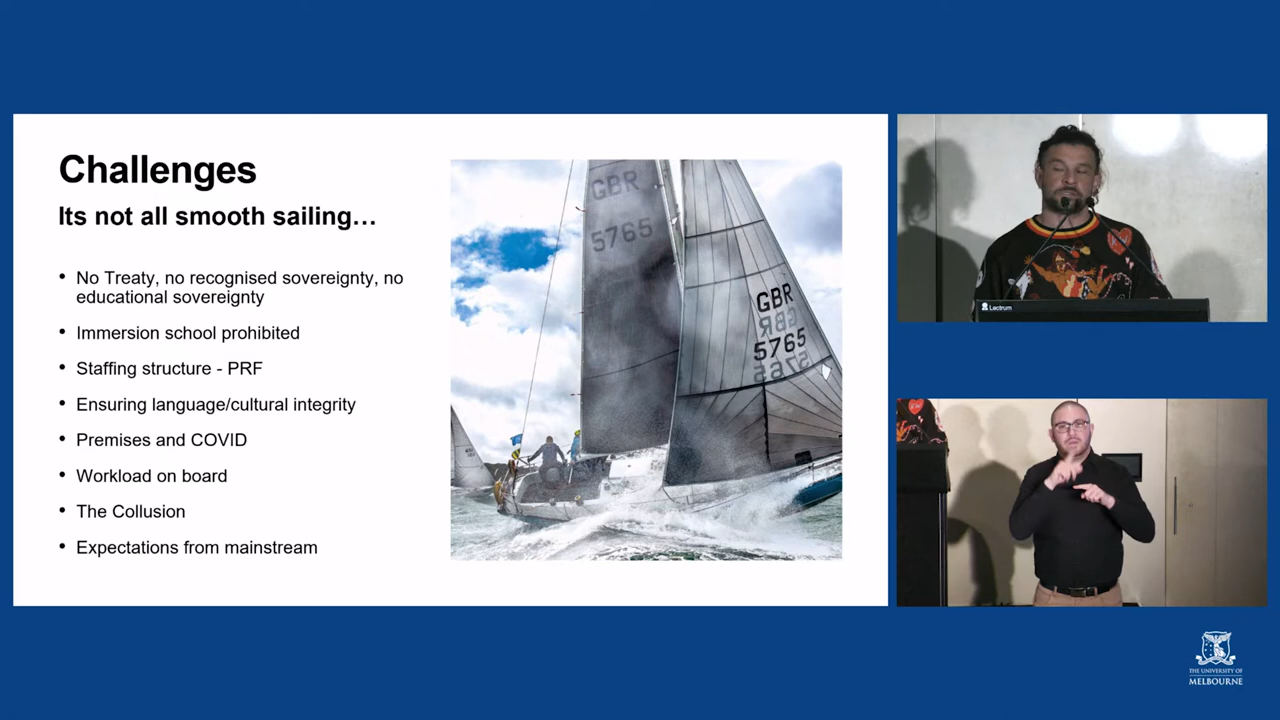 Challenges
Its not all smooth sailing…
• No Treaty, no recognised sovereignty, no
educational sovereignty
• Immersion school prohibited
• Staffing structure - PRF
• Ensuring language/cultural integrity
• Premises and COVID
• Workload on board
• The Collusion
• Expectations from mainstream
GBR
5765
GBR
GBR
5765
5765
Lectrum
THE UNIVERSITY OF
MELBOURNE